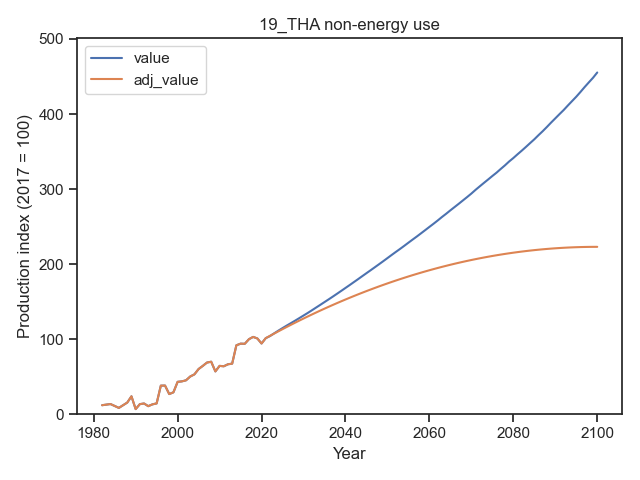 19_THA non-energy use
value
adj_value
Production index (2017 = 100)
500
400
300
200
100
0
1980
2000
2020
2040
2060
2080
2100
Year